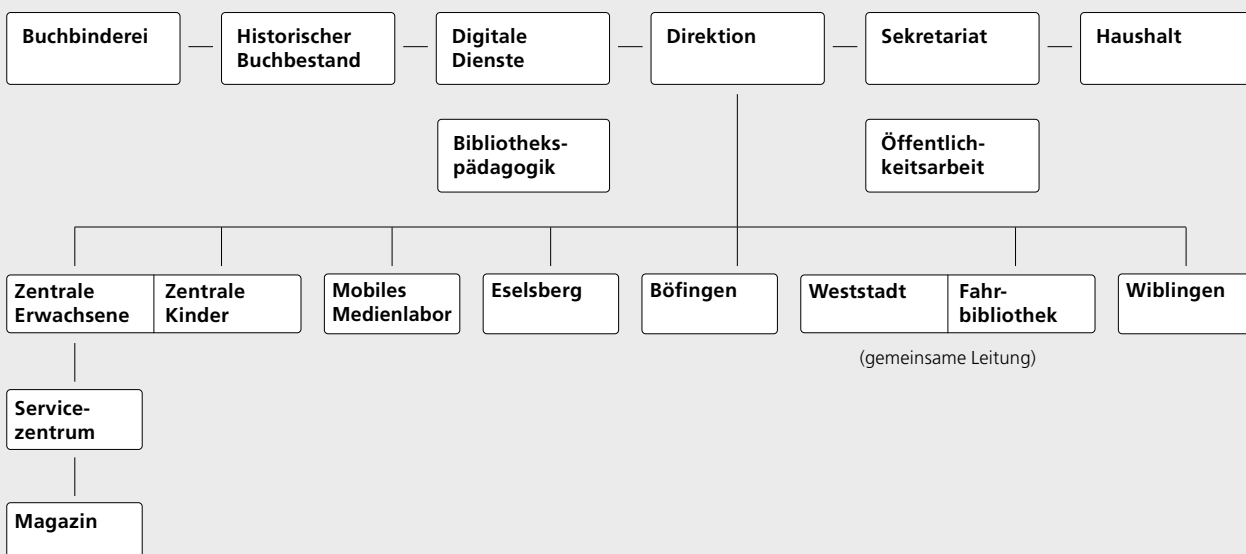 Buchbinderei
Historischer
Buchbestand
Digitale
Dienste
Direktion
Sekretariat
Haushalt
Bibliotheks-
pädagogik
Öffentlich-
keitsarbeit
Zentrale
Erwachsene
Zentrale
Kinder
Mobiles
Medienlabor
Eselsberg
Böfingen
Weststadt
Fahr-
bibliothek
Wiblingen
(gemeinsame Leitung)
Service-
zentrum
Magazin